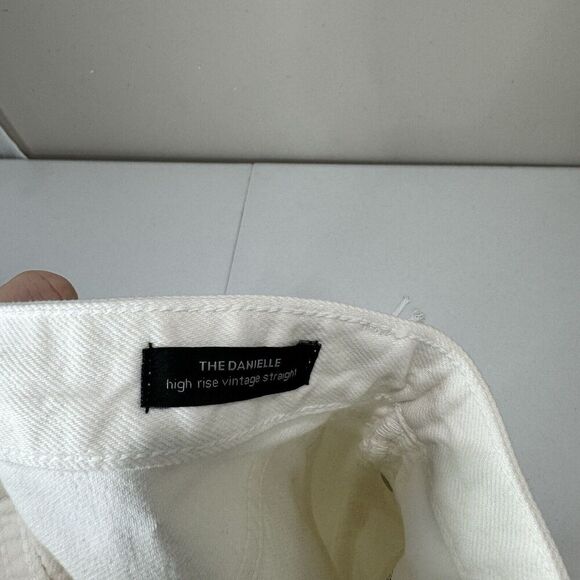 THE DANIELLE
high rise vintage straight